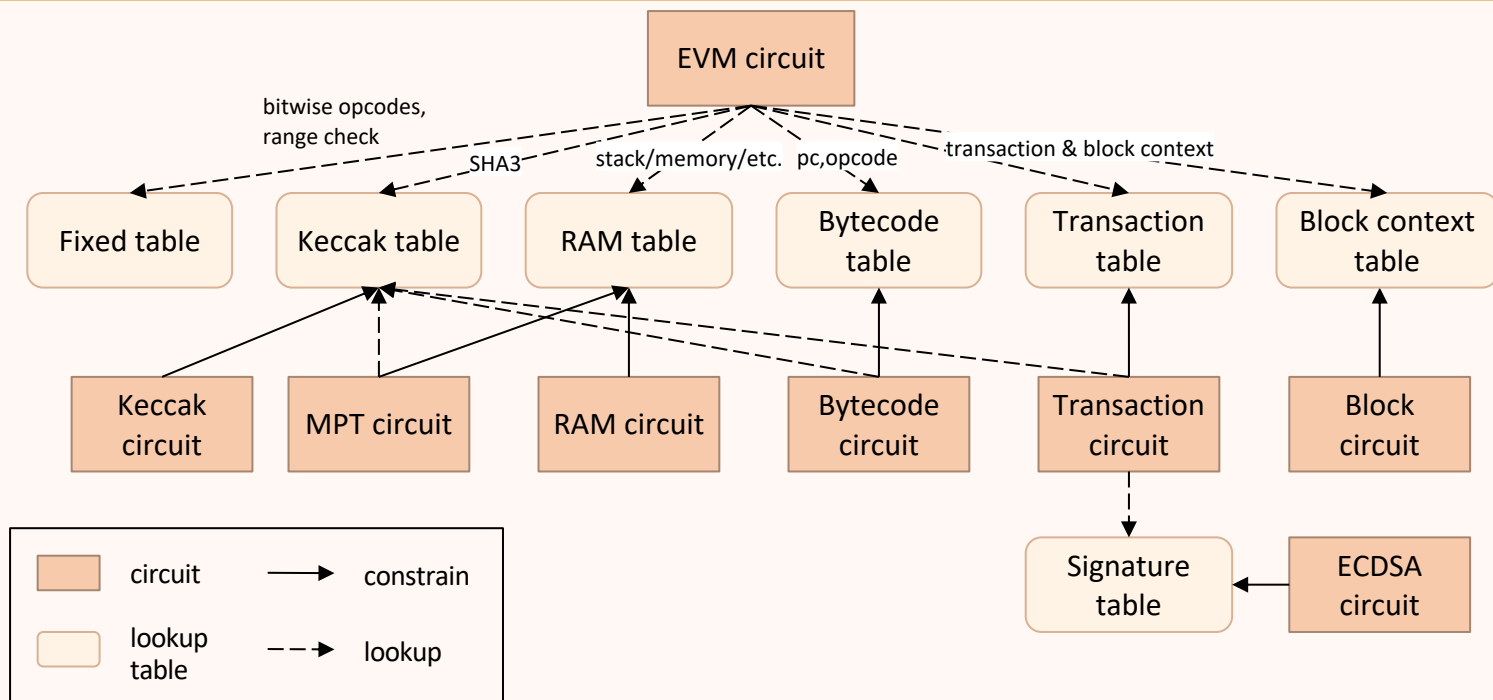 EVM circuit
bitwise opcodes,
range check
SHA3
stack/memory/etc.
pc,opcode
transaction & block context
Fixed table
Keccak table
RAM table
Bytecode
table
Transaction
table
Block context
table
Keccak
circuit
MPT circuit
RAM circuit
Bytecode
circuit
Transaction
circuit
Block
circuit
Signature
table
ECDSA
circuit
circuit
constrain
lookup
table
lookup